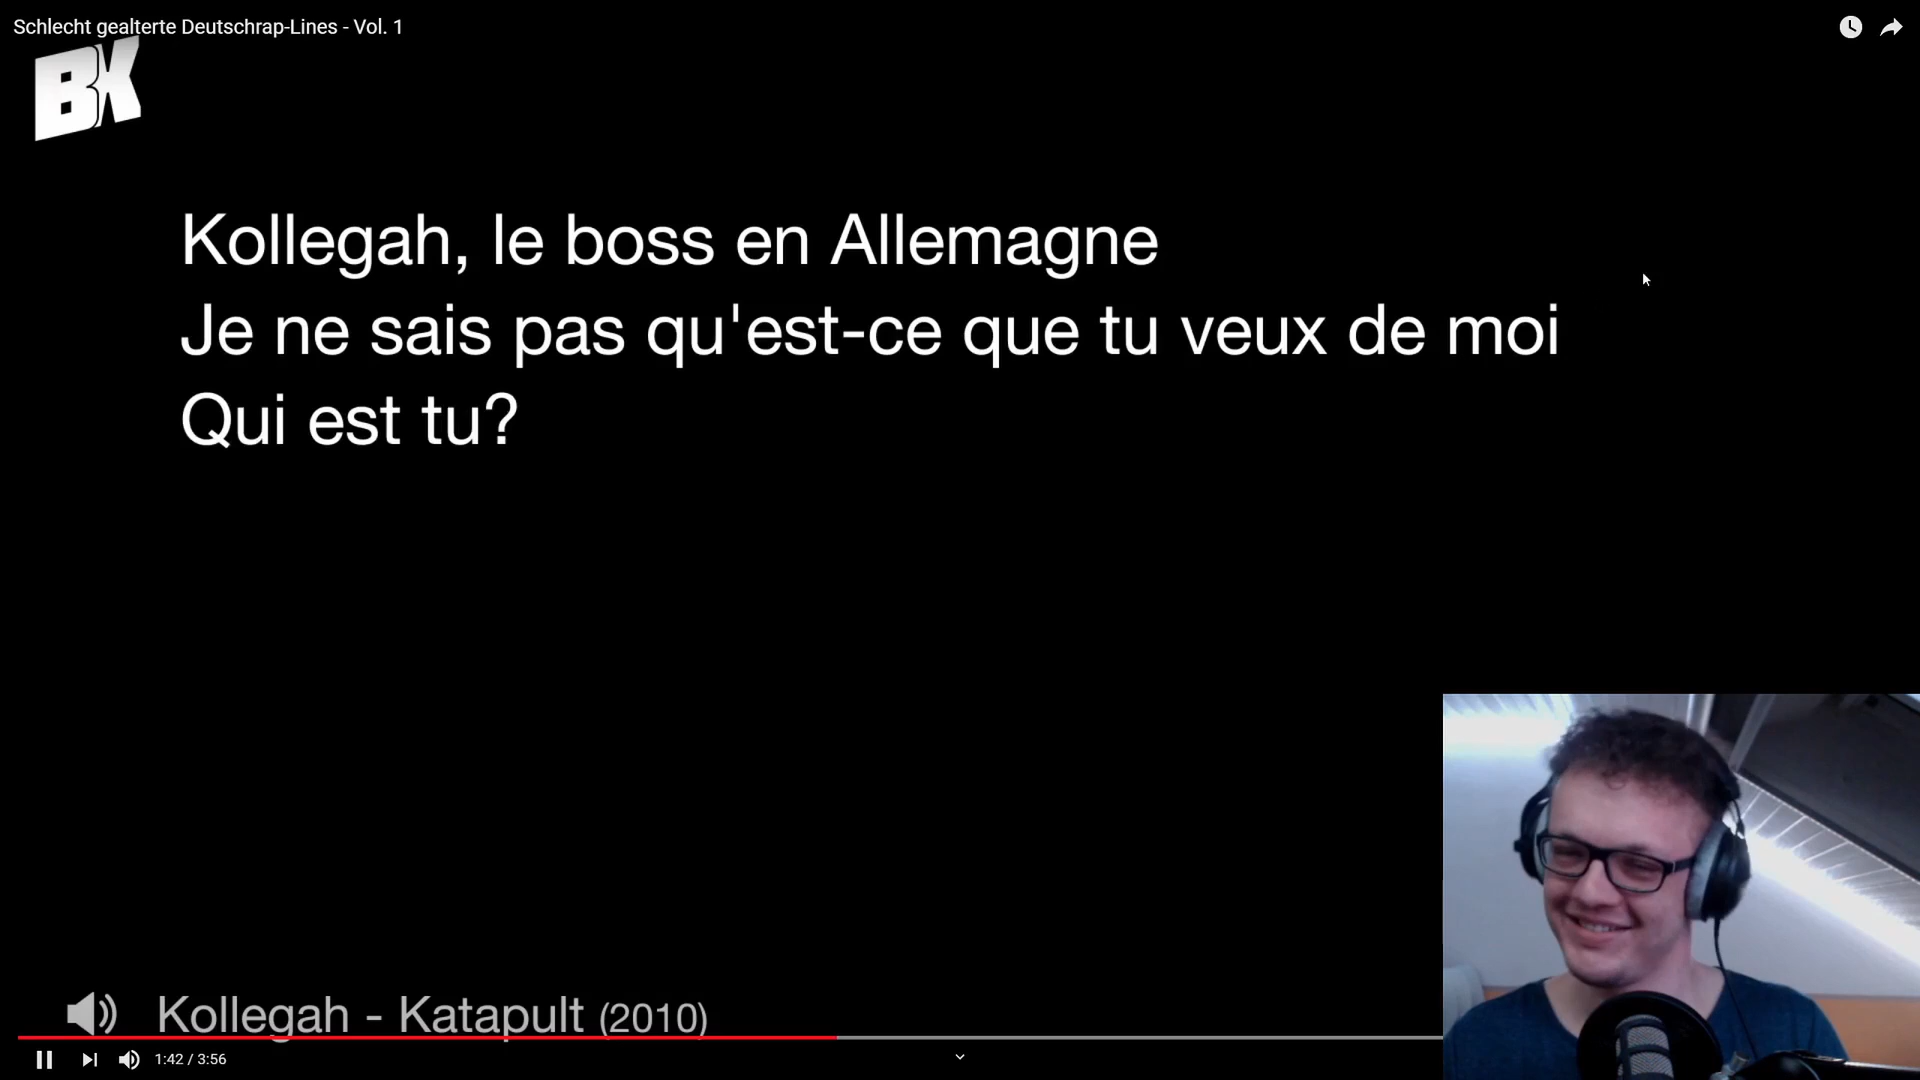 Schlecht gealterte Deutschrap-Lines - Vol. 1
BK
Kollegah, le boss en Allemagne
Je ne sais pas qu'est-ce que tu veux de moi
Qui est tu?
Kollegah - Katapult (2010)
1:42 / 3:56